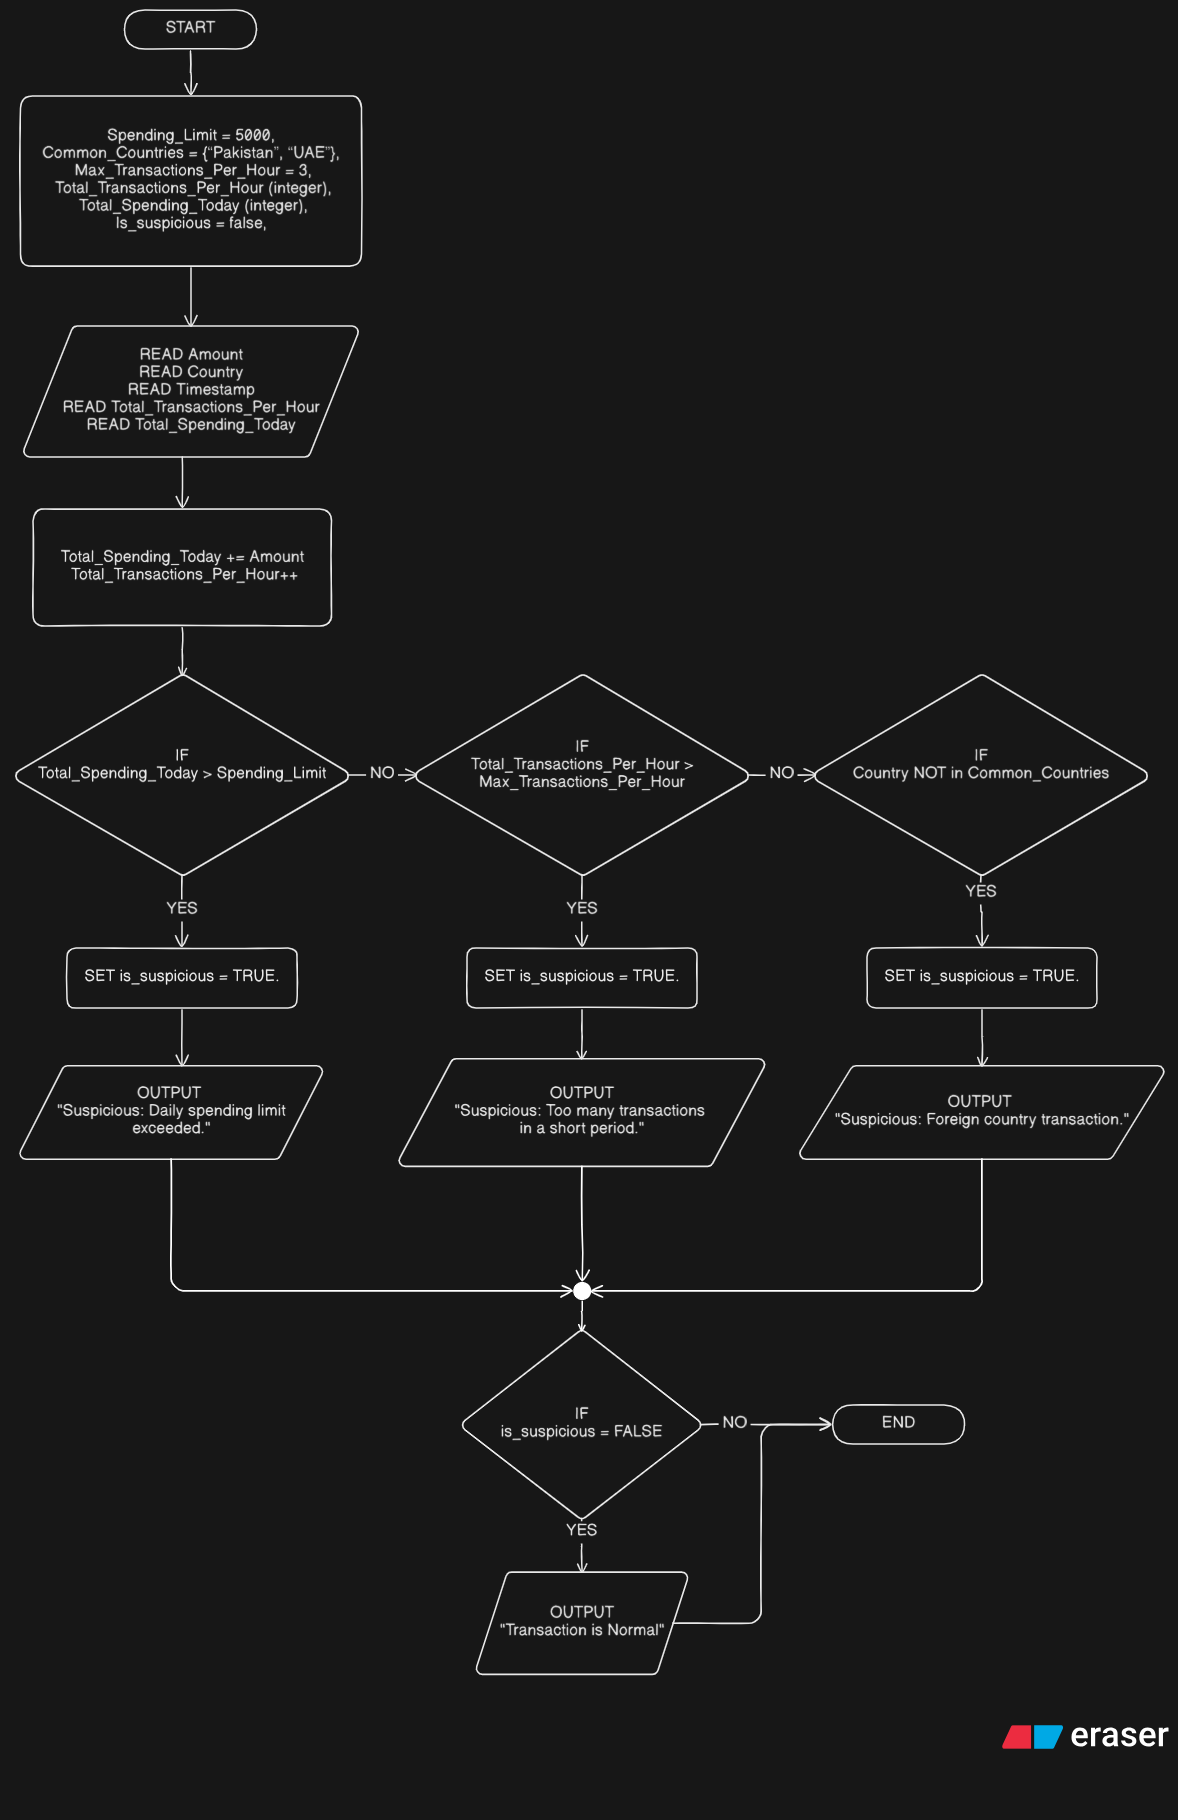 START
Spending_Limit = 5000,
Common_Countries = {“Pakistan”, “UAE”},
Max_Transactions_Per_Hour = 3,
Total_Transactions_Per_Hour (integer),
Total_Spending_Today (integer),
Is_suspicious = false,
READ Amount
READ Country
READ Timestamp
READ Total_Transactions_Per_Hour
READ Total_Spending_Today
Total_Spending_Today += Amount
Total_Transactions_Per_Hour++
IF
Total_Spending_Today > Spending_Limit
NO
IF
Total_Transactions_Per_Hour >
Max_Transactions_Per_Hour
NO
IF
Country NOT in Common_Countries
YES
YES
YES
SET is_suspicious = TRUE.
SET is_suspicious = TRUE.
SET is_suspicious = TRUE.
OUTPUT
"Suspicious: Daily spending limit
exceeded."
OUTPUT
"Suspicious: Too many transactions
in a short period."
OUTPUT
"Suspicious: Foreign country transaction."
IF
is_suspicious = FALSE
NO
END
YES
OUTPUT
"Transaction is Normal"
eraser